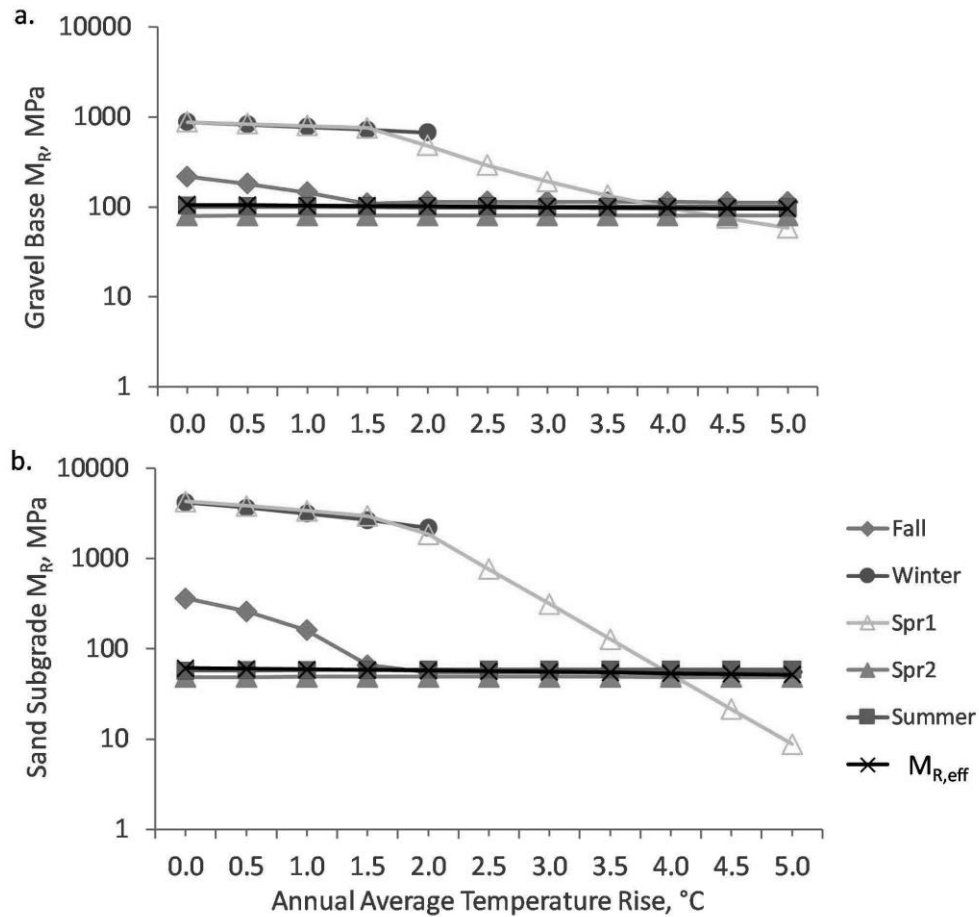 a.
Gravel Base M_R, MPa
10000
1000
100
10
1
0.0 0.5 1.0 1.5 2.0 2.5 3.0 3.5 4.0 4.5 5.0
b.
Sand Subgrade M_R, MPa
10000
1000
100
10
1
0.0 0.5 1.0 1.5 2.0 2.5 3.0 3.5 4.0 4.5 5.0
Annual Average Temperature Rise, °C
Fall
Winter
Spr1
Spr2
Summer
M_R,eff